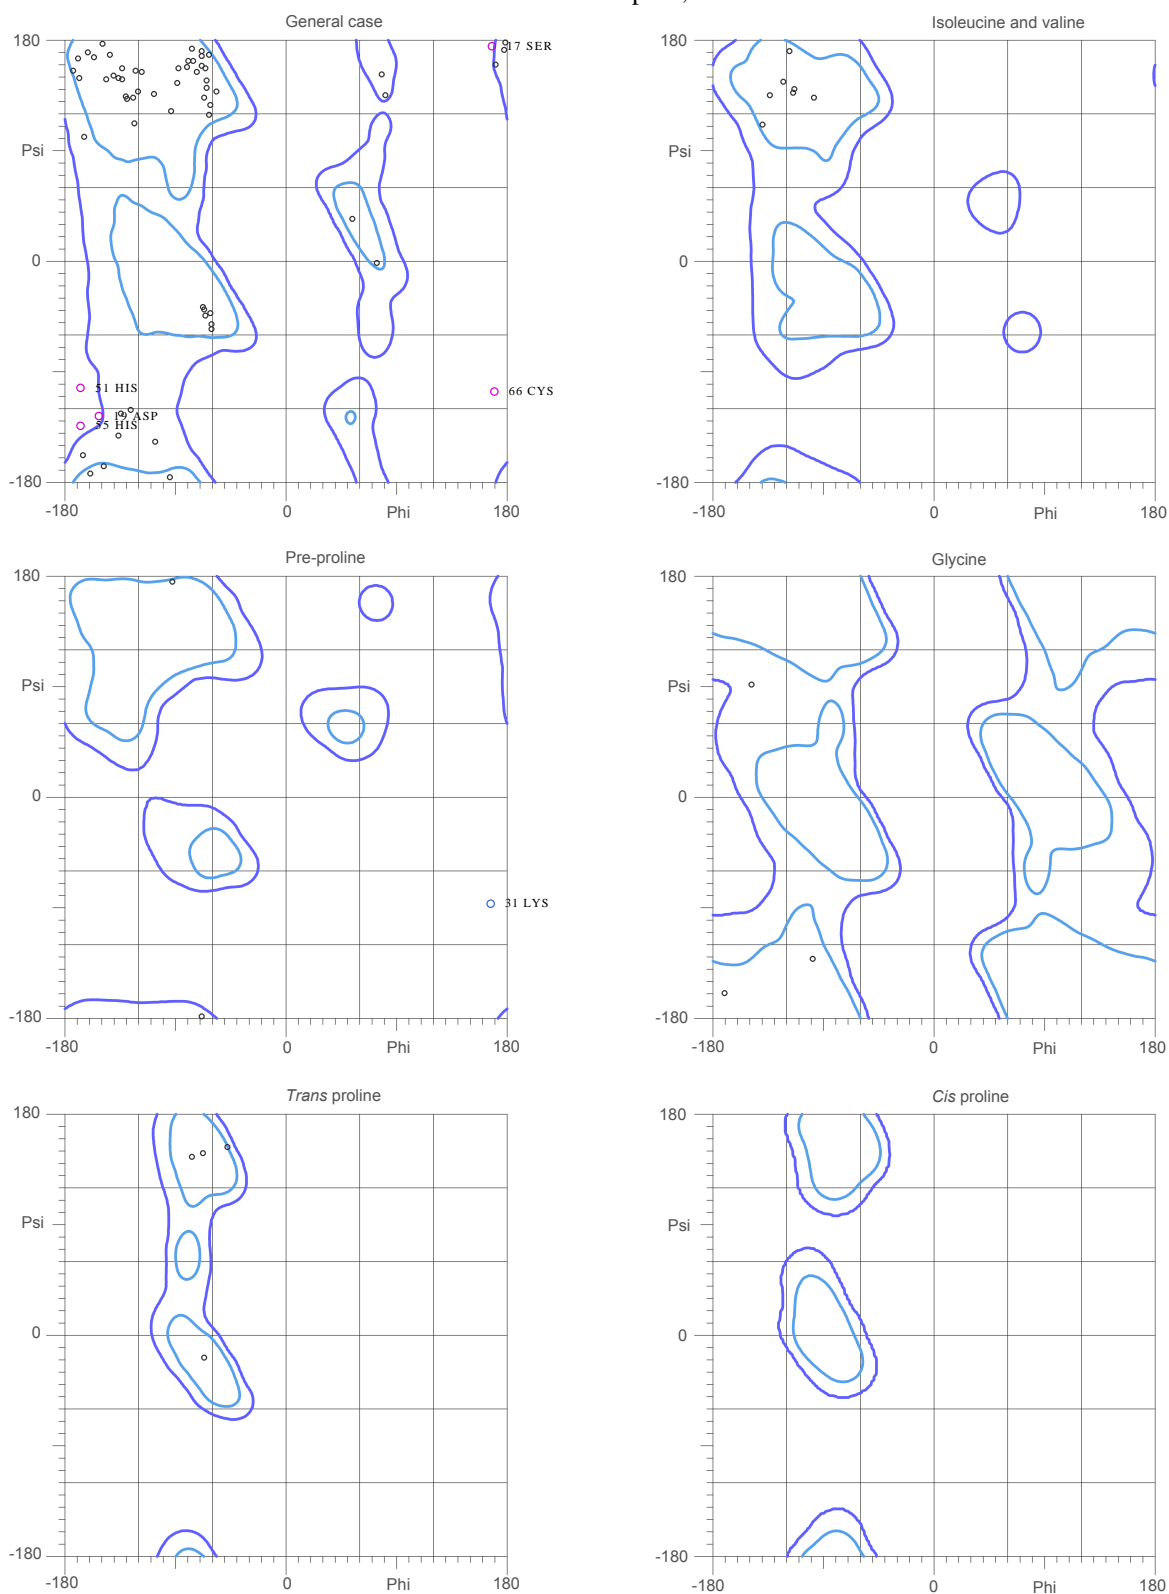 General case
Isoleucine and valine
180
17 SER
180
Psi
Psi
0
0
51 HIS
66 CYS
19 ASP
55 HIS
-180
-180
-180
0
Phi
180
-180
0
Phi
180
Pre-proline
Glycine
180
180
Psi
Psi
0
0
31 LYS
-180
-180
-180
0
Phi
180
-180
0
Phi
180
Trans proline
Cis proline
180
180
Psi
Psi
0
0
-180
-180
-180
0
Phi
180
-180
0
Phi
180